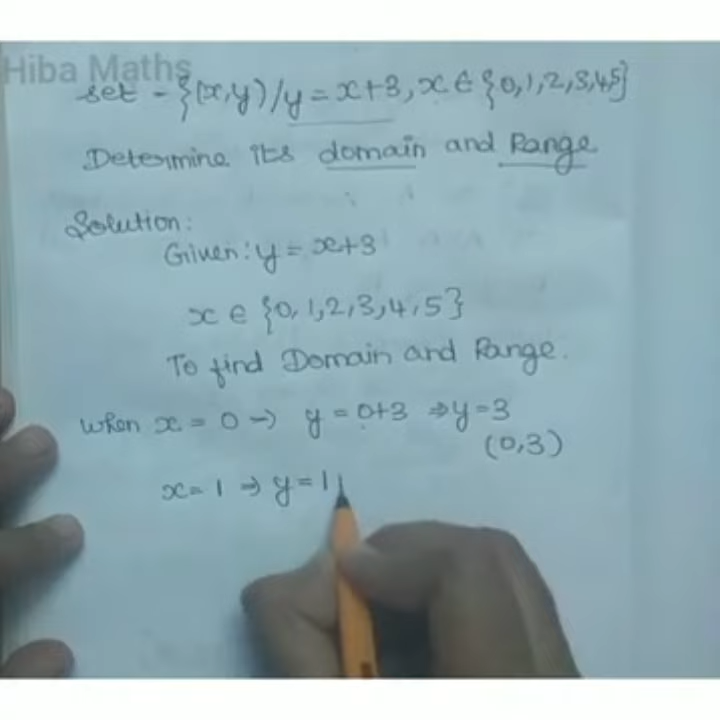 Hiba Maths
set - {(x,y)/y = x+3, x ∈ {0,1,2,3,4,5}
Determine its domain and Range
Solution:
Given: y = x+3
x ∈ {0,1,2,3,4,5}
To find Domain and Range.
when x = 0 → y = 0+3 ⇒ y = 3
(0,3)
x = 1 ⇒ y = 1